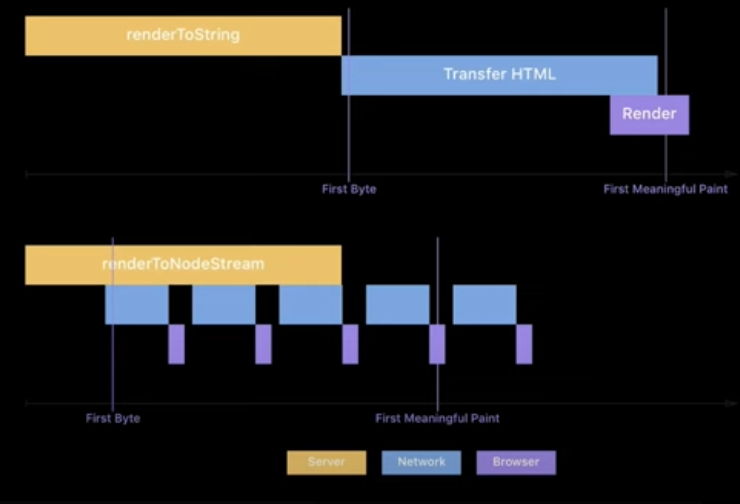 renderToString
Transfer HTML
Render
First Byte
First Meaningful Paint
renderToNodeStream
First Byte
First Meaningful Paint
Server
Network
Browser